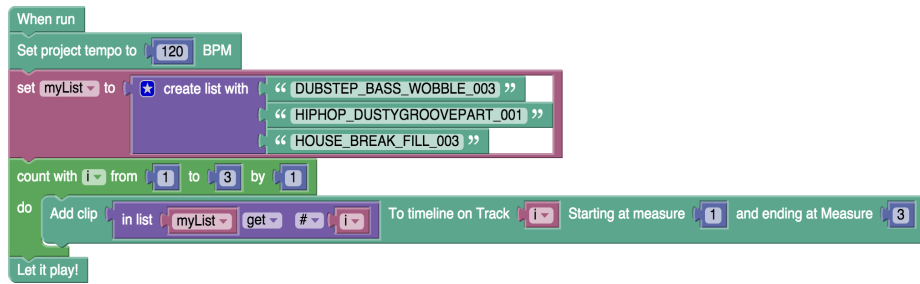 When run
Set project tempo to 120 BPM
set myList to create list with “ DUBSTEP_BASS_WOBBLE_003 ”
“ HIPHOP_DUSTYGROOVEPART_001 ”
“ HOUSE_BREAK_FILL_003 ”
count with i from 1 to 3 by 1
do Add clip in list myList get # i To timeline on Track i Starting at measure 1 and ending at Measure 3
Let it play!